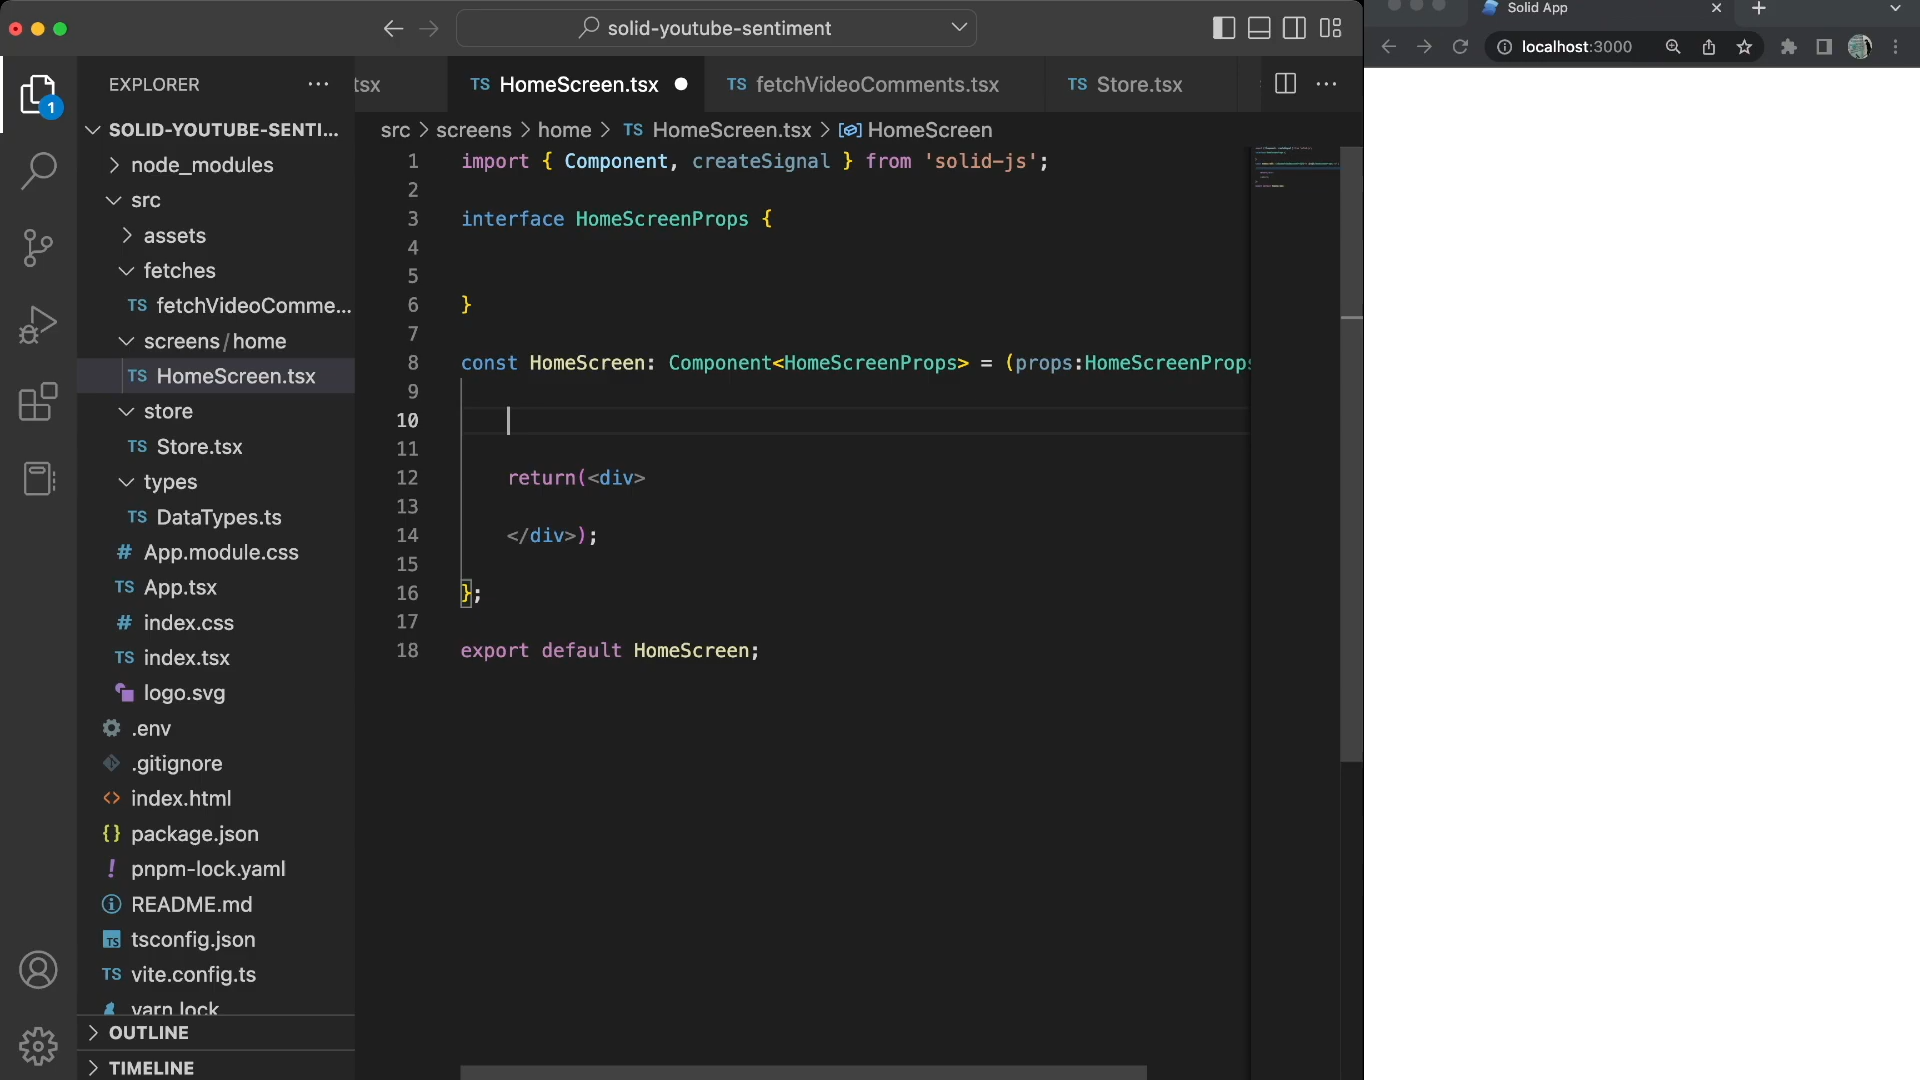 solid-youtube-sentiment
Solid App
localhost:3000
EXPLORER
tsx
TS HomeScreen.tsx
TS fetchVideoComments.tsx
TS Store.tsx
1
SOLID-YOUTUBE-SENTI...
src > screens > home > TS HomeScreen.tsx > HomeScreen
node_modules
src
assets
fetches
TS fetchVideoComme...
screens/home
TS HomeScreen.tsx
store
TS Store.tsx
types
TS DataTypes.ts
# App.module.css
TS App.tsx
# index.css
TS index.tsx
logo.svg
.env
.gitignore
<> index.html
{} package.json
! pnpm-lock.yaml
README.md
TS tsconfig.json
TS vite.config.ts
yarn.lock
OUTLINE
TIMELINE
1 import { Component, createSignal } from 'solid-js';
2
3 interface HomeScreenProps {
4
5
6 }
7
8 const HomeScreen: Component<HomeScreenProps> = (props:HomeScreenProps
9
10
11
12 return(<div>
13
14 </div>);
15
16 };
17
18 export default HomeScreen;